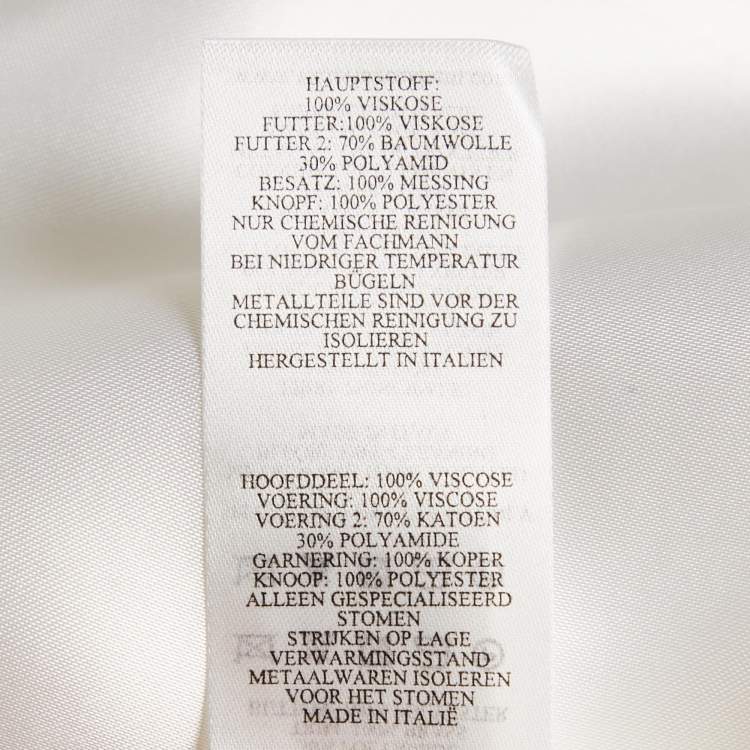 HAUPTSTOFF:
100% VISKOSE
FUTTER:100% VISKOSE
FUTTER 2: 70% BAUMWOLLE
30% POLYAMID
BESATZ: 100% MESSING
KNOPF: 100% POLYESTER
NUR CHEMISCHE REINIGUNG
VOM FACHMANN
BEI NIEDRIGER TEMPERATUR
BÜGELN
METALLTEILE SIND VOR DER
CHEMISCHEN REINIGUNG ZU
ISOLIEREN
HERGESTELLT IN ITALIEN
HOOFDDEEL: 100% VISCOSE
VOERING: 100% VISCOSE
VOERING 2: 70% KATOEN
30% POLYAMIDE
GARNERING: 100% KOPER
KNOOP: 100% POLYESTER
ALLEEN GESPECIALISEERD
STOMEN
STRIJKEN OP LAGE
VERWARMINGSSTAND
METAALWAREN ISOLEREN
VOOR HET STOMEN
MADE IN ITALIË